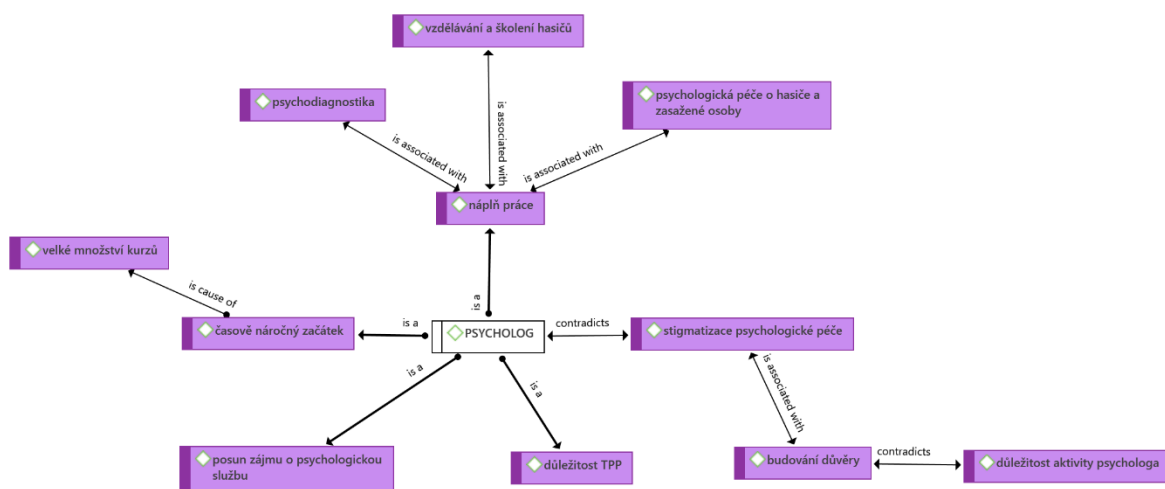 vzdělávání a školení hasičů
psychodiagnostika
psychologická péče o hasiče a
zasažené osoby
is associated with
is associated with
is associated with
náplň práce
velké množství kurzů
is cause of
is a
časově náročný začátek
is a
PSYCHOLOG
contradicts
stigmatizace psychologické péče
is a
is a
is associated with
posun zájmu o psychologickou
službu
důležitost TPP
budování důvěry
contradicts
důležitost aktivity psychologa